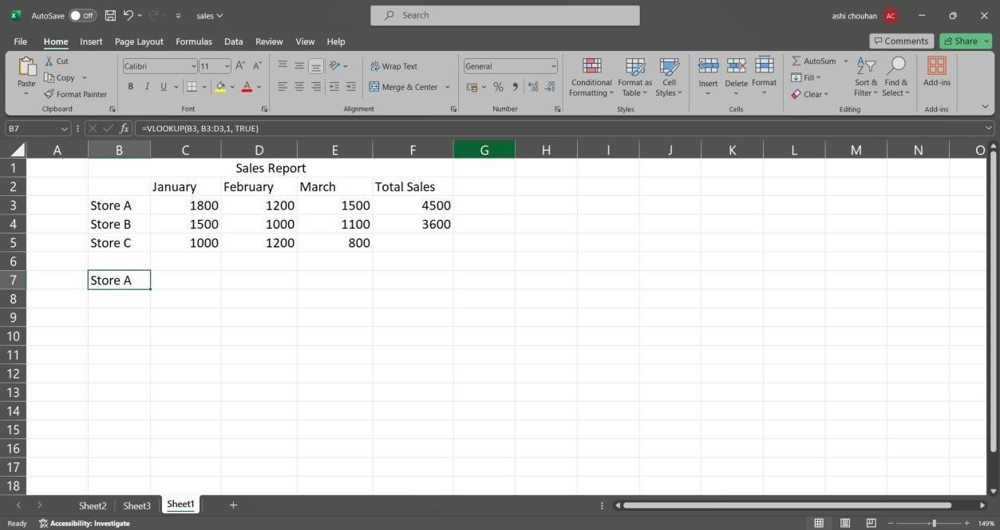 AutoSave Off sales Search ashi chouhan AC
File Home Insert Page Layout Formulas Data Review View Help Comments Share
Paste Cut Copy Format Painter Clipboard
Calibri 11 B I U A Font
Wrap Text Merge & Center Alignment
General % Number
Conditional Formatting Format as Table Cell Styles Styles
Insert Delete Format Cells
AutoSum Fill Clear Sort & Filter Find & Select Editing
Add-ins Add-ins
B7 fx =VLOOKUP(B3, B3:D3,1, TRUE)
A B C D E F G H I J K L M N O
1 Sales Report
2 January February March Total Sales
3 Store A 1800 1200 1500 4500
4 Store B 1500 1000 1100 3600
5 Store C 1000 1200 800
6
7 Store A
8
9
10
11
12
13
14
15
16
17
18
Sheet2 Sheet3 Sheet1 +
Ready Accessibility: Investigate 149%